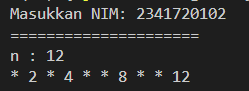 Masukkan NIM: 2341720102
=====================
n : 12
* 2 * 4 * * 8 * * 12